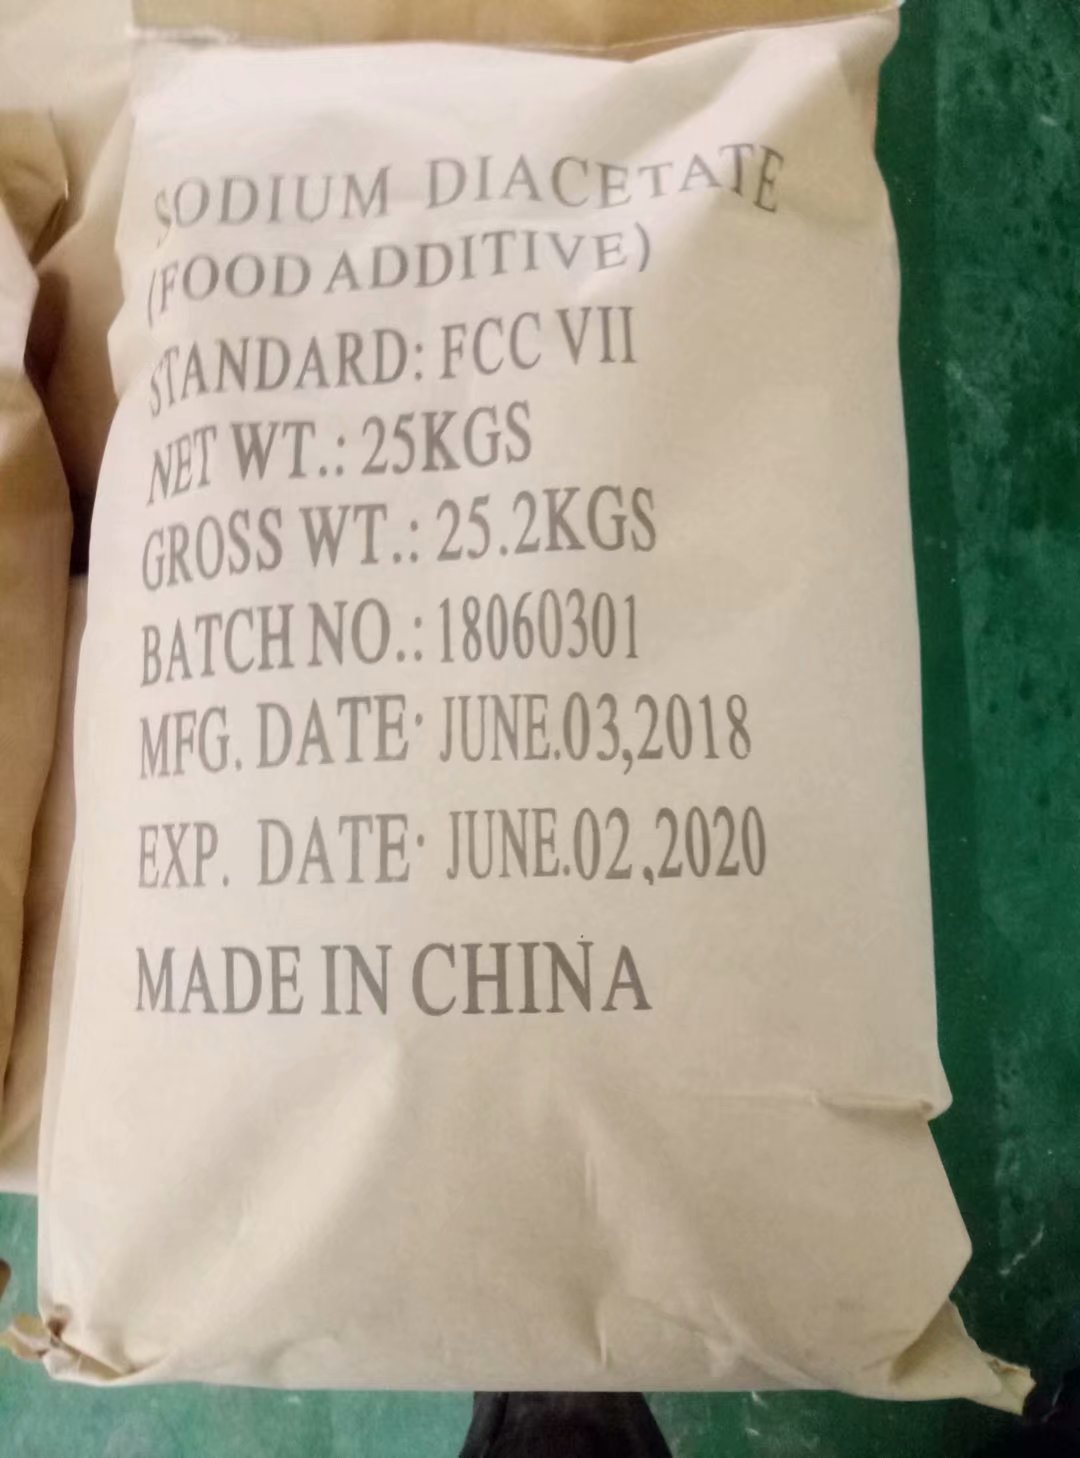 SODIUM DIACETATE
(FOOD ADDITIVE)
STANDARD: FCC VII
NET WT.: 25KGS
GROSS WT.: 25.2KGS
BATCH NO.: 18060301
MFG. DATE: JUNE.03,2018
EXP. DATE: JUNE.02,2020
MADE IN CHINA